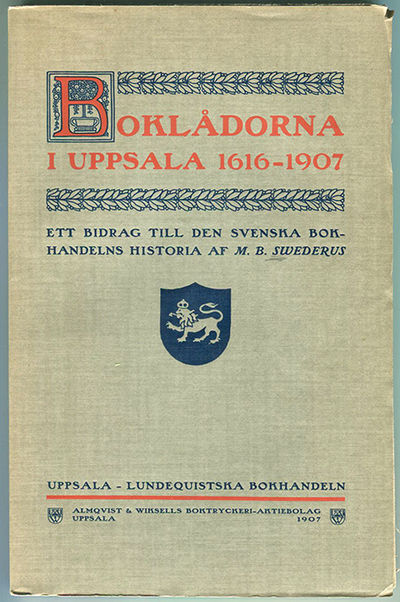 BOKLÅDORNA
I UPPSALA 1616-1907
ETT BIDRAG TILL DEN SVENSKA BOK-
HANDELNS HISTORIA AF M. B. SWEDERUS
UPPSALA - LUNDEQUISTSKA BOKHANDELN
ALMQVIST & WIKSELLS BOKTRYCKERI-AKTIEBOLAG
UPPSALA 1907